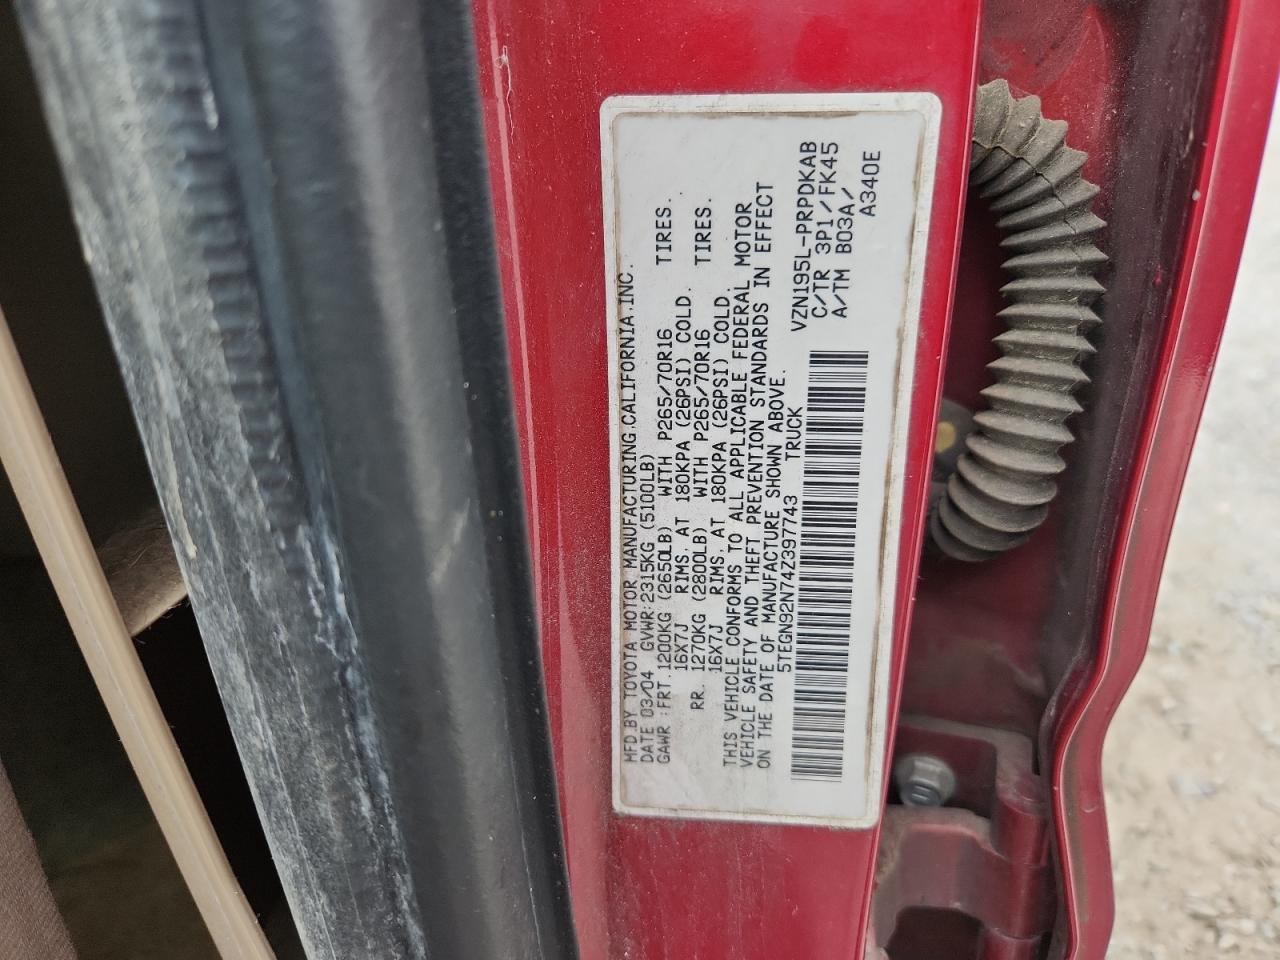 MFD.BY TOYOTA MOTOR MANUFACTURING,CALIFORNIA,INC.
DATE 03/04 GVWR:2315KG (5100LB)
GAWR :FRT.1200KG (2650LB) WITH P265/70R16 TIRES.
16X7J RIMS.AT 180KPA (26PSI) COLD.
RR. 1270KG (2800LB) WITH P265/70R16 TIRES.
16X7J RIMS.AT 180KPA (26PSI) COLD.
THIS VEHICLE CONFORMS TO ALL APPLICABLE FEDERAL MOTOR
VEHICLE SAFETY AND THEFT PREVENTION STANDARDS IN EFFECT
ON THE DATE OF MANUFACTURE SHOWN ABOVE.
5TEGN92N74Z397743 TRUCK
VZN195L-PRPDKAB
C/TR 3P1/FK45
A/TM B03A/
A340E